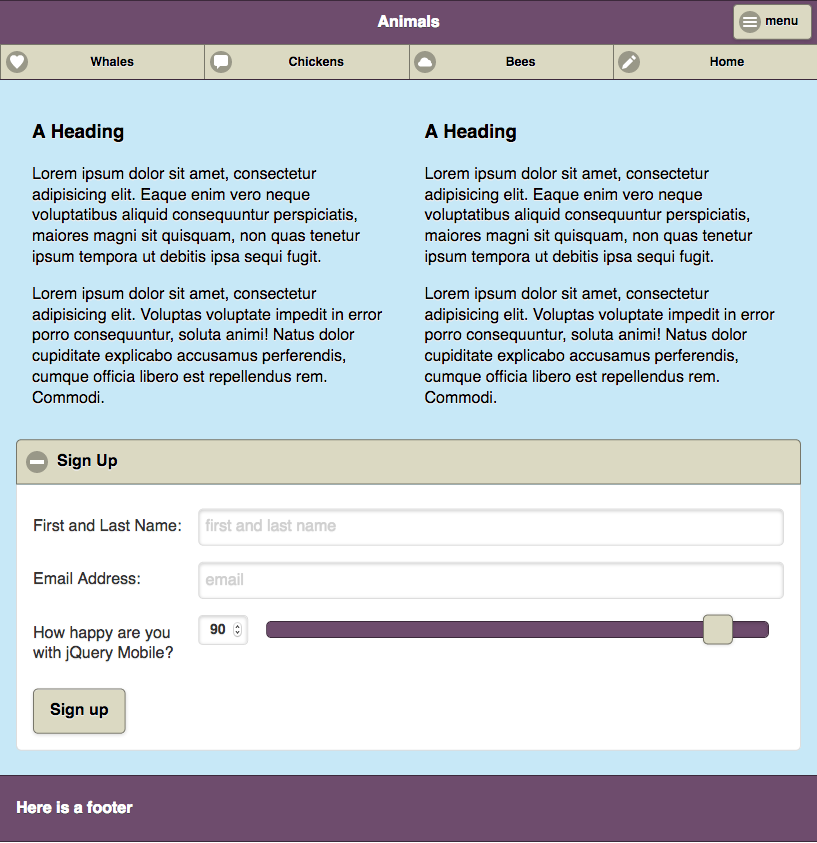 Animals
menu
Whales
Chickens
Bees
Home
A Heading
Lorem ipsum dolor sit amet, consectetur
adipisicing elit. Eaque enim vero neque
voluptatibus aliquid consequuntur perspiciatis,
maiores magni sit quisquam, non quas tenetur
ipsum tempora ut debitis ipsa sequi fugit.
Lorem ipsum dolor sit amet, consectetur
adipisicing elit. Voluptas voluptate impedit in error
porro consequuntur, soluta animi! Natus dolor
cupiditate explicabo accusamus perferendis,
cumque officia libero est repellendus rem.
Commodi.
A Heading
Lorem ipsum dolor sit amet, consectetur
adipisicing elit. Eaque enim vero neque
voluptatibus aliquid consequuntur perspiciatis,
maiores magni sit quisquam, non quas tenetur
ipsum tempora ut debitis ipsa sequi fugit.
Lorem ipsum dolor sit amet, consectetur
adipisicing elit. Voluptas voluptate impedit in error
porro consequuntur, soluta animi! Natus dolor
cupiditate explicabo accusamus perferendis,
cumque officia libero est repellendus rem.
Commodi.
Sign Up
First and Last Name:
first and last name
Email Address:
email
How happy are you
with jQuery Mobile?
90
Sign up
Here is a footer